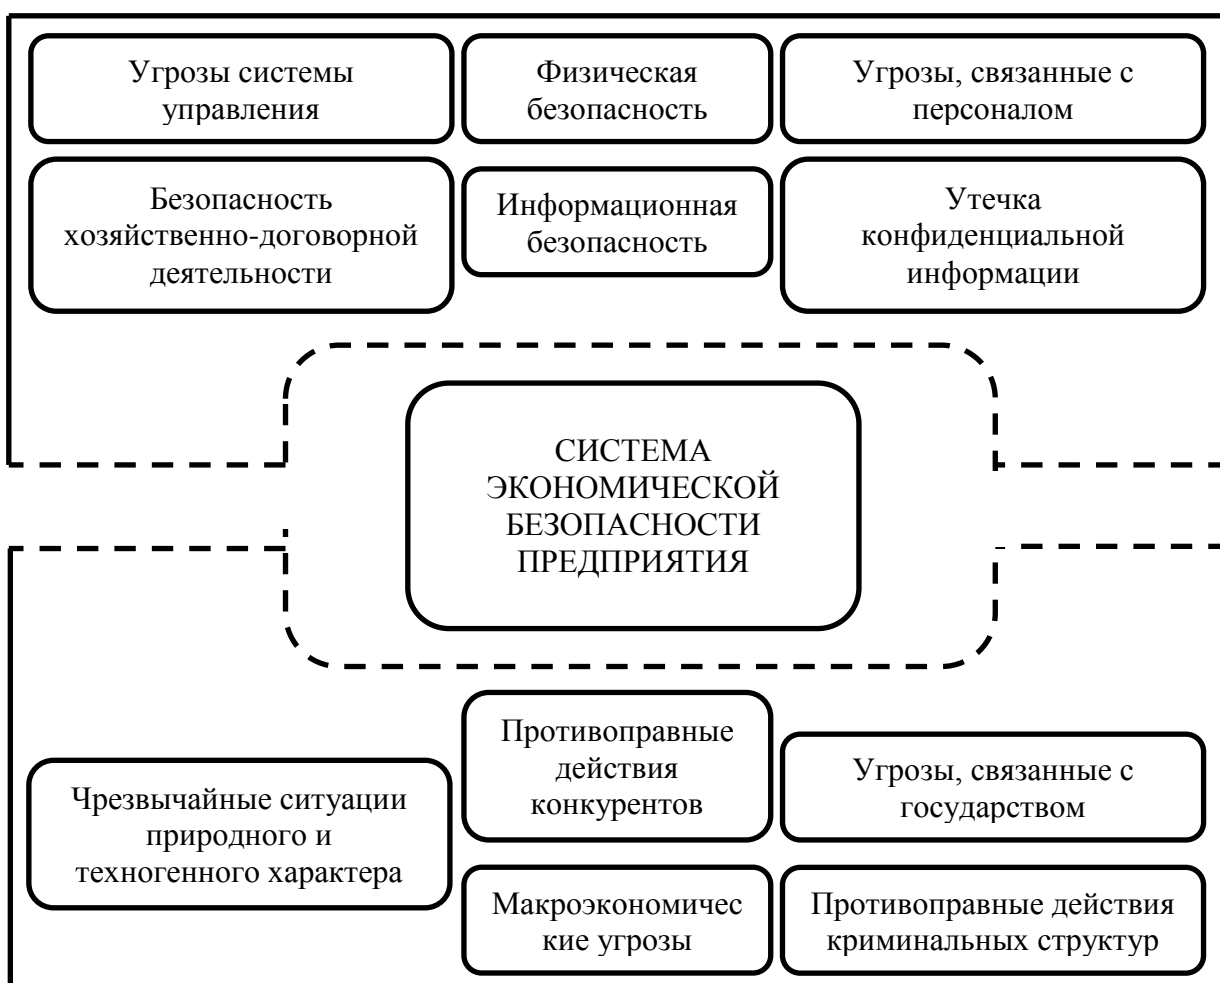 Угрозы системы
управления
Физическая
безопасность
Угрозы, связанные с
персоналом
Безопасность
хозяйственно-договорной
деятельности
Информационная
безопасность
Утечка
конфиденциальной
информации
СИСТЕМА
ЭКОНОМИЧЕСКОЙ
БЕЗОПАСНОСТИ
ПРЕДПРИЯТИЯ
Чрезвычайные ситуации
природного и
техногенного характера
Противоправные
действия
конкурентов
Угрозы, связанные с
государством
Макроэкономичес
кие угрозы
Противоправные действия
криминальных структур